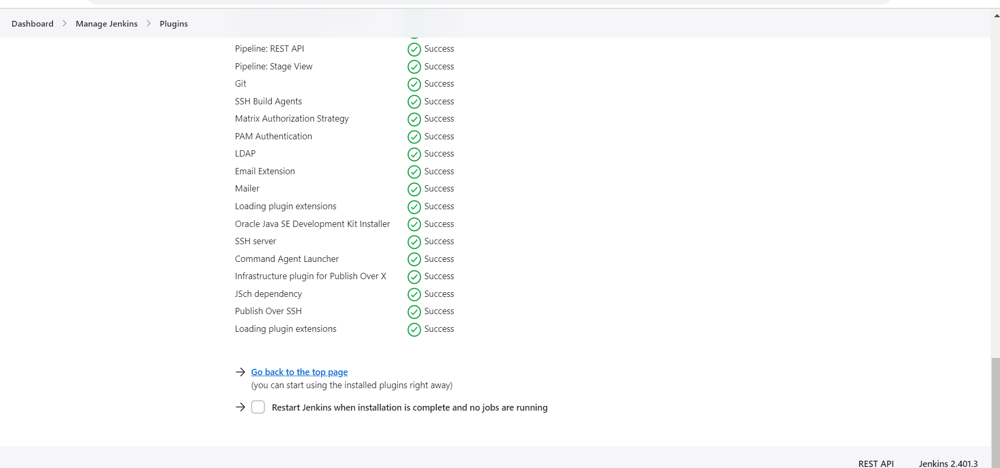 Dashboard > Manage Jenkins > Plugins
Pipeline: REST API Success
Pipeline: Stage View Success
Git Success
SSH Build Agents Success
Matrix Authorization Strategy Success
PAM Authentication Success
LDAP Success
Email Extension Success
Mailer Success
Loading plugin extensions Success
Oracle Java SE Development Kit Installer Success
SSH server Success
Command Agent Launcher Success
Infrastructure plugin for Publish Over X Success
JSch dependency Success
Publish Over SSH Success
Loading plugin extensions Success
Go back to the top page
(you can start using the installed plugins right away)
Restart Jenkins when installation is complete and no jobs are running
REST API Jenkins 2.401.3